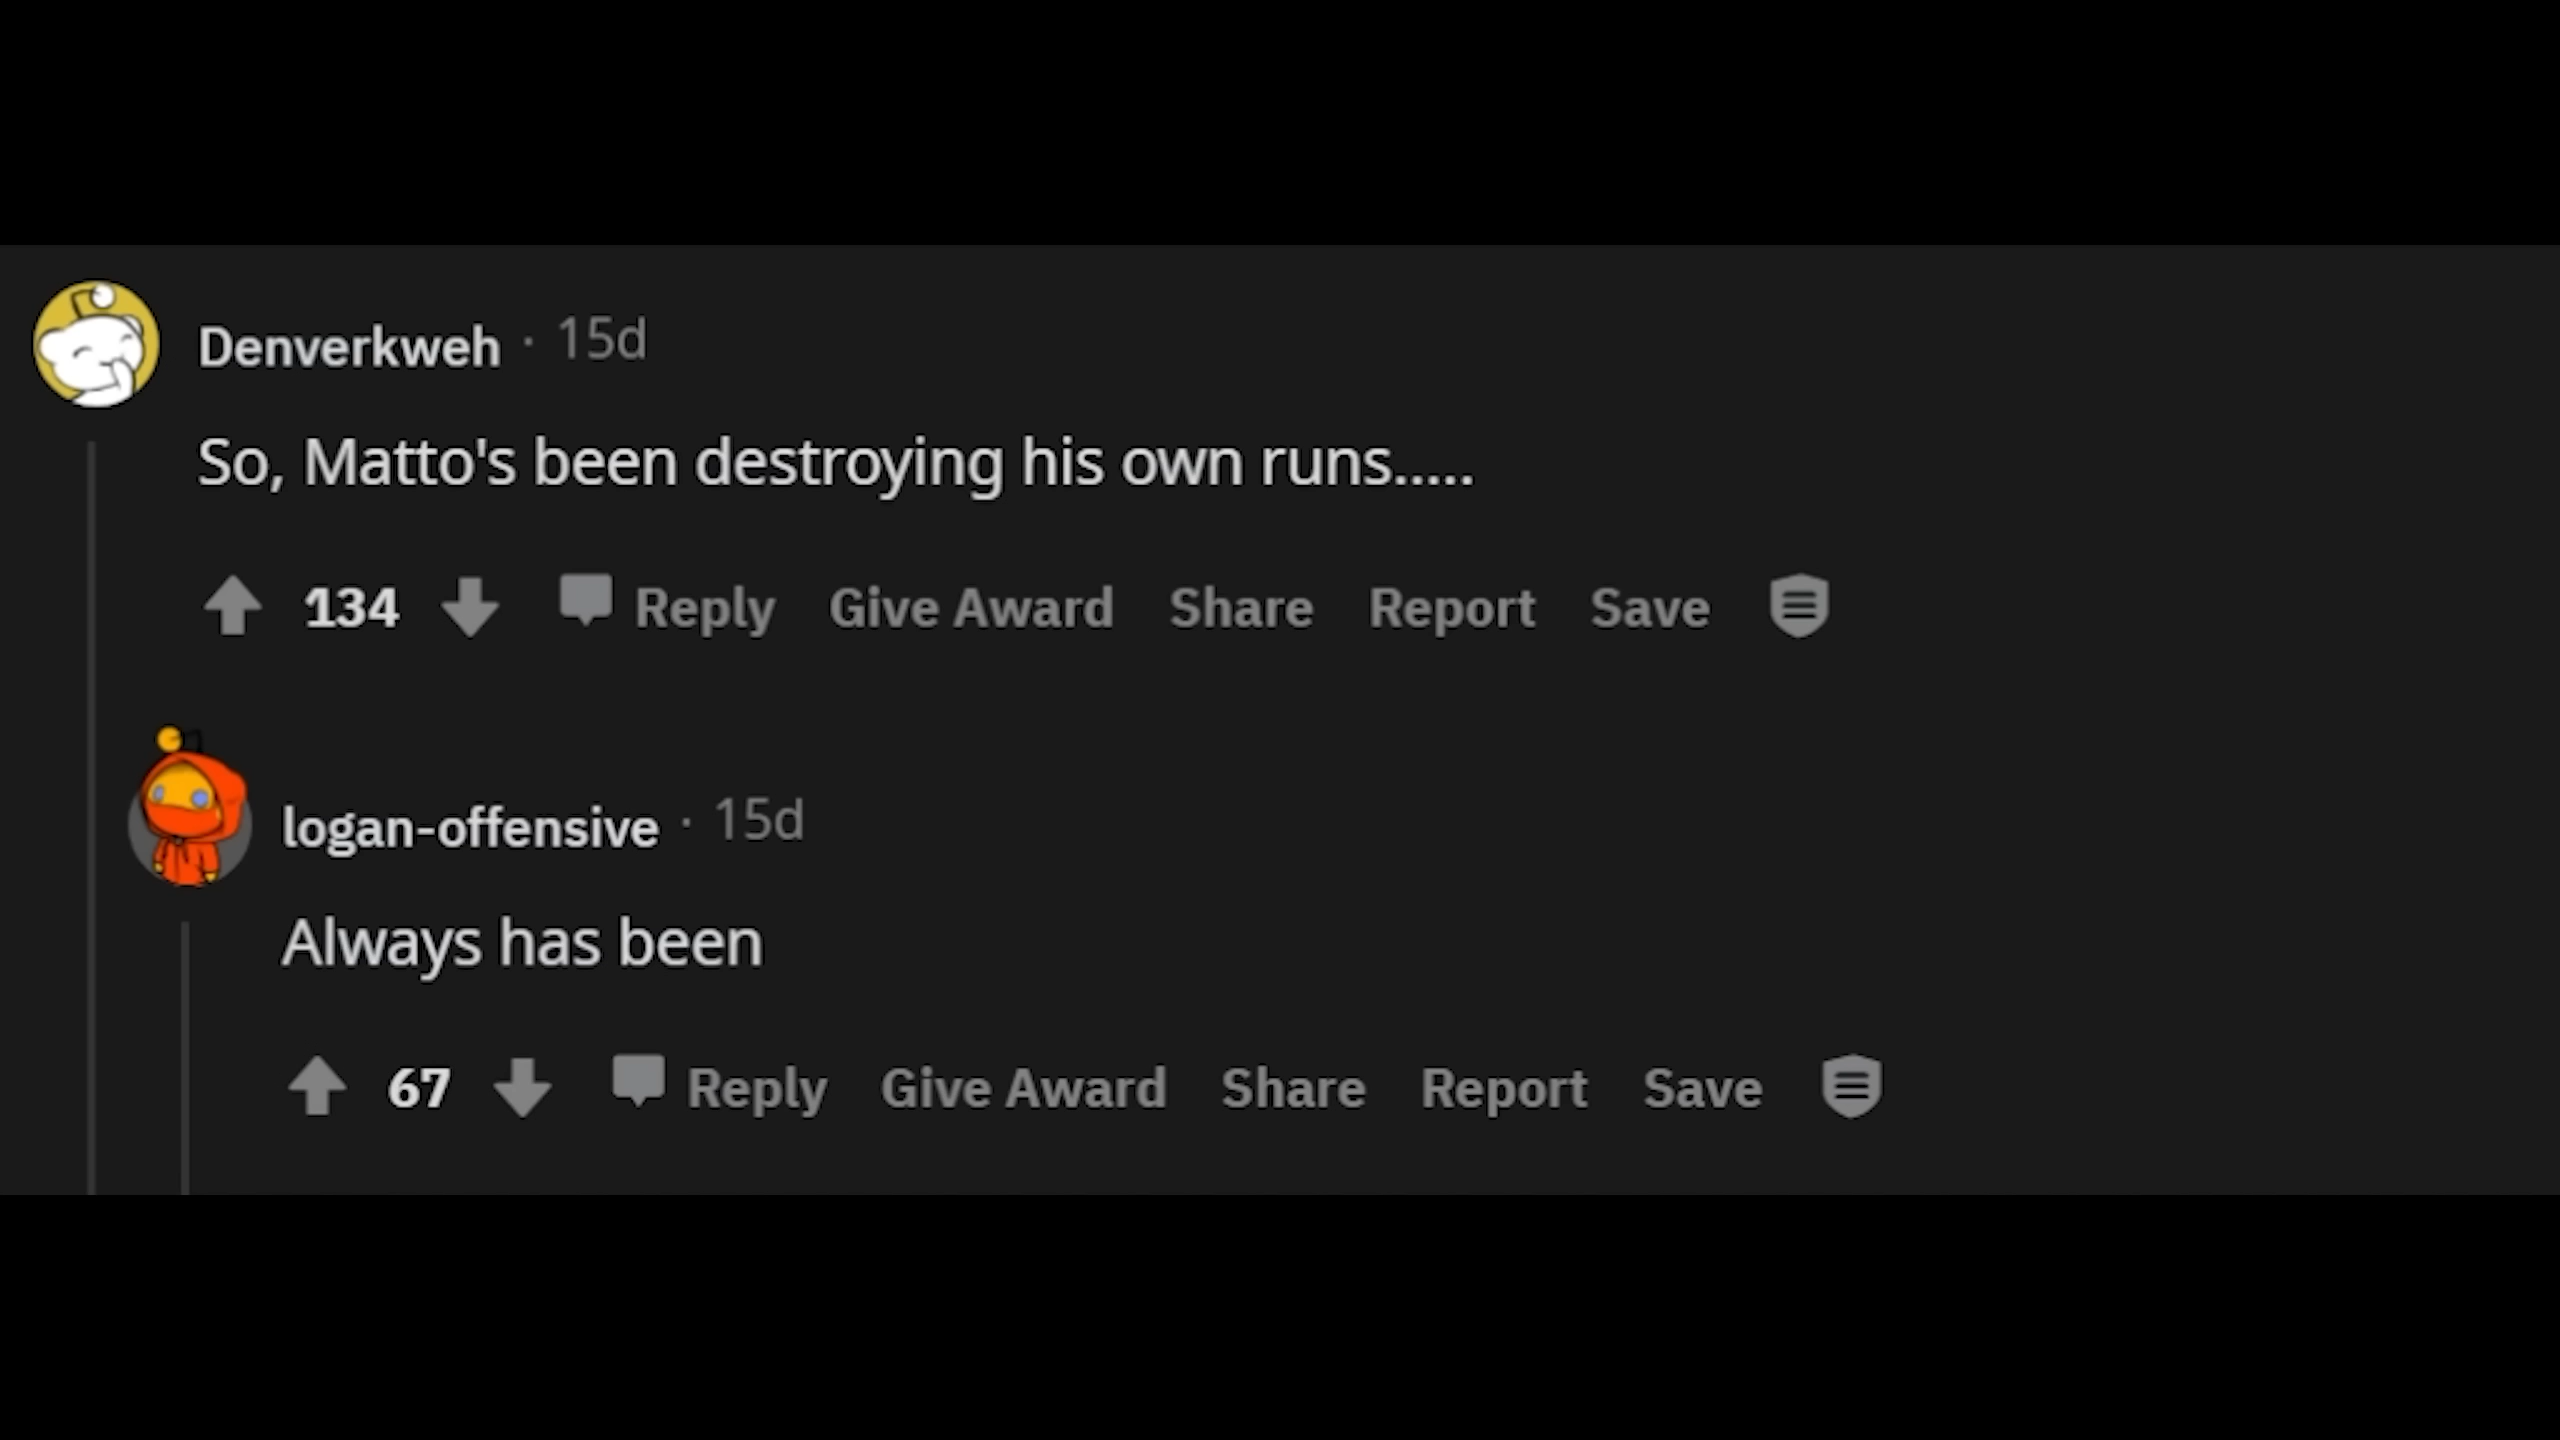 Denverkweh · 15d
So, Matto's been destroying his own runs.....
134 Reply Give Award Share Report Save
logan-offensive · 15d
Always has been
67 Reply Give Award Share Report Save